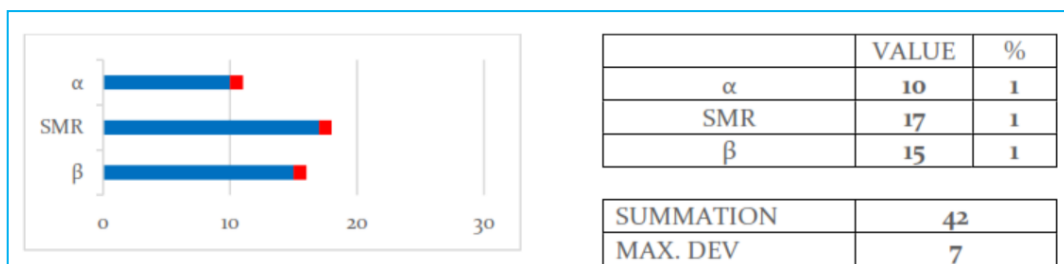 α
SMR
β
0 10 20 30
VALUE %
α 10 1
SMR 17 1
β 15 1
SUMMATION 42
MAX. DEV 7